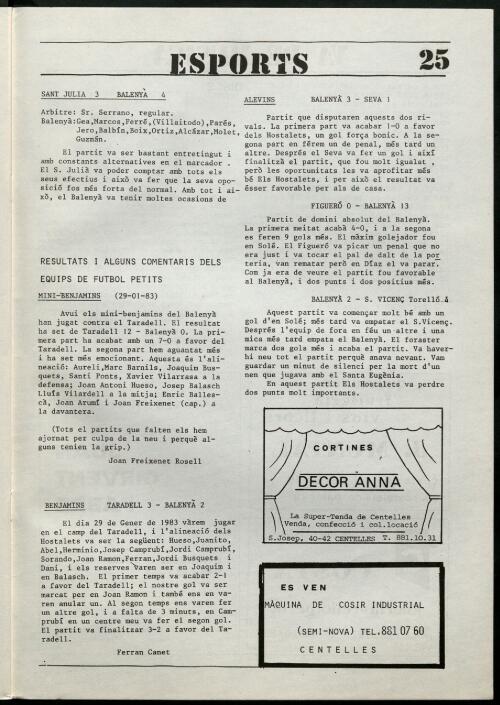 ESPORTS
25
SANT JULIA 3   BALENYÀ   4
Arbitre: Sr. Serrano, regular.
Balenyà:Gea,Marcos,Ferré,(Villaitodo),Parés,
Jero,Balbín,Boix,Ortiz,Alcázar,Molet,
Guzmán.
El partit va ser bastant entretingut i
amb constants alternatives en el marcador .
El S. Julià va poder comptar amb tots els
seus efectius i això va fer que la seva opo-
sició fos més forta del normal. Amb tot i ai-
xò, el Balenyà va tenir moltes ocasions de
RESULTATS I ALGUNS COMENTARIS DELS
EQUIPS DE FUTBOL PETITS
MINI-BENJAMINS   (29-01-83)
Avui els mini-benjamins del Balenyà
han jugat contra el Taradell. El resultat
ha set de Taradell 12 - Balenyà 0. La pri-
mera part ha acabat amb un 7-0 a favor del
Taradell. La segona part hem aguantat més
i ha set més emocionant. Aquesta és l'ali-
neació: Aureli,Marc Barnils, Joaquim Bus-
quets, Santi Ponts, Xavier Vilarrasa a la
defensa; Joan Antoni Hueso, Josep Balasch
Lluís Vilardell a la mitja; Enric Balles-
cà, Joan Arumí i Joan Freixenet (cap.) a
la davantera.
(Tots el partits que falten els hem
ajornat per culpa de la neu i perquè al-
guns tenien la grip.)
Joan Freixenet Rosell
BENJAMINS   TARADELL 3 - BALENYÀ 2
El dia 29 de Gener de 1983 vàrem  jugar
en el camp del Taradell, i l'alineació dels
Hostalets va ser la següent: Hueso,Juanito,
Abel,Herminio,Josep Camprubí,Jordi Camprubí,
Sorando,Joan Ramon,Ferran,Jordi Busquets  i
Dani, i els reserves varen ser en Joaquim i
en Balasch.  El primer temps va acabar 2-1
a favor del Taradell; el nostre gol va ser
marcat per en Joan Ramon i també ens en va-
ren anular un. Al segon temps ens varen fer
un altre gol, i a falta de 3 minuts, en Cam-
prubí en un centre meu va fer el segon gol.
El partit va finalitzar 3-2 a favor del Ta-
radell.
Ferran Canet
ALEVINS   BALENYÀ 3 - SEVA 1
Partit que disputaren aquests dos ri-
vals. La primera part va acabar 1-0 a favor
dels Hostalets, un gol força bonic. A la se-
gona part en férem un de penal, més tard un
altre. Després el Seva va fer un gol i així
finalitzà el partit, que fou molt igualat ,
però les oportunitats les va aprofitar més
bé Els Hostalets, i per això el resultat va
ésser favorable per als de casa.
FIGUERÓ 0 - BALENYÀ 13
Partit de domini absolut del Balenyà.
La primera meitat acabà 4-0, i a la segona
es feren 9 gols més. El màxim golejador fou
en Solé. El Figueró va picar un penal que no
era just i va tocar el pal de dalt de la por
teria, van rematar però en Díaz el va parar.
Com ja era de veure el partit fou favorable
al Balenyà, i dos punts i dos positius més.
BALENYÀ 2 - S. VICENÇ Torelló.4
Aquest partit va començar molt bé amb un
gol d'en Solé; més tard va empatar el S.Vicenç.
Després l'equip de fora en féu un altre i una
mica més tard empata el Balenyà. El foraster
marca dos gols més i acaba el partit. Va haver-
hi neu tot el partit perquè anava nevant. Vam
guardar un minut de silenci per la mort d'un
nen que jugava amb el Santa Eugènia.
En aquest partit Els Hostalets va perdre
dos punts molt importants.
CORTINES
DECOR ANNA
La Super-Tenda de Centelles
Venda, confecció i col.locació
S.Josep, 40-42 CENTELLES  T. 881.10.31
ES VEN
MÀQUINA  DE  COSIR INDUSTRIAL
(SEMI-NOVA) TEL.881 07 60
CENTELLES